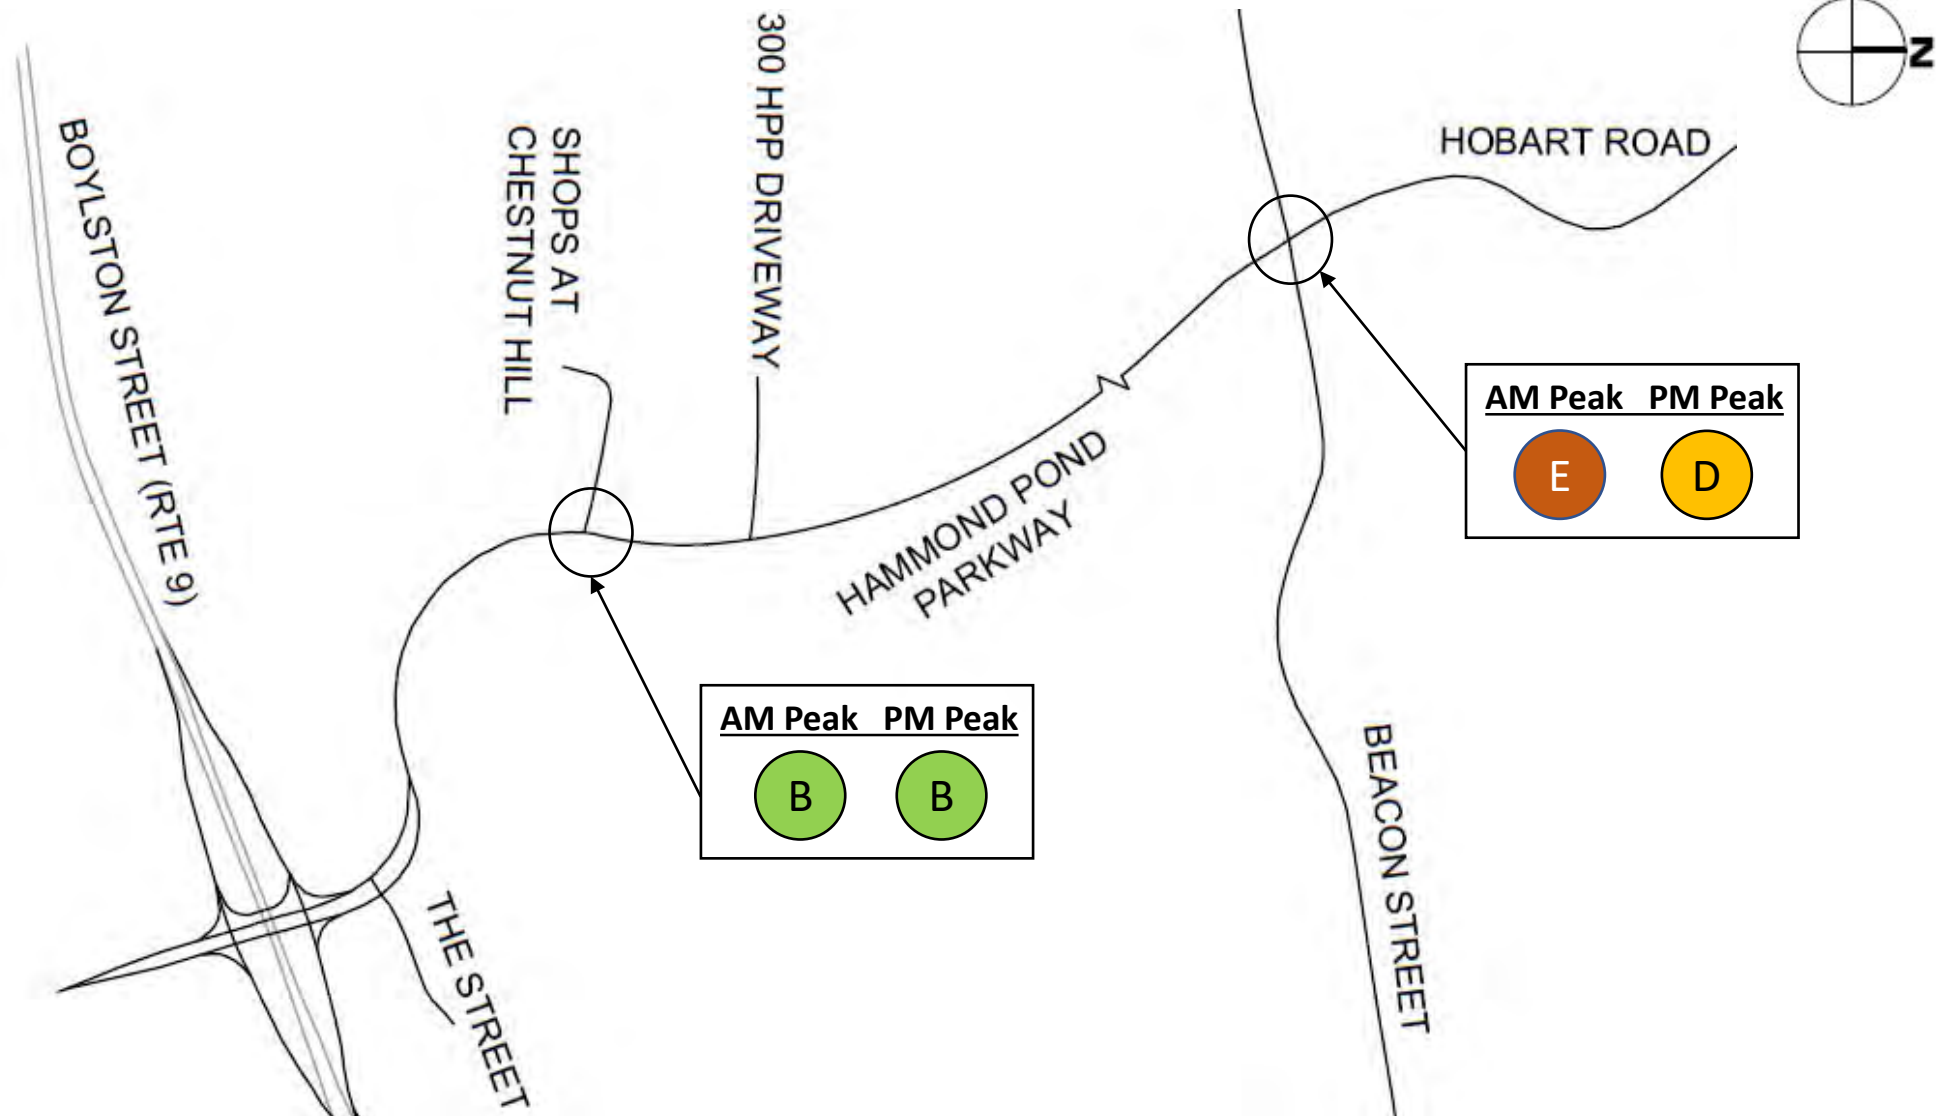 N
HOBART ROAD
300 HPP DRIVEWAY
SHOPS AT
CHESTNUT HILL
BOYLSTON STREET (RTE 9)
AM Peak PM Peak
E D
HAMMOND POND
PARKWAY
AM Peak PM Peak
B B
BEACON STREET
THE STREET